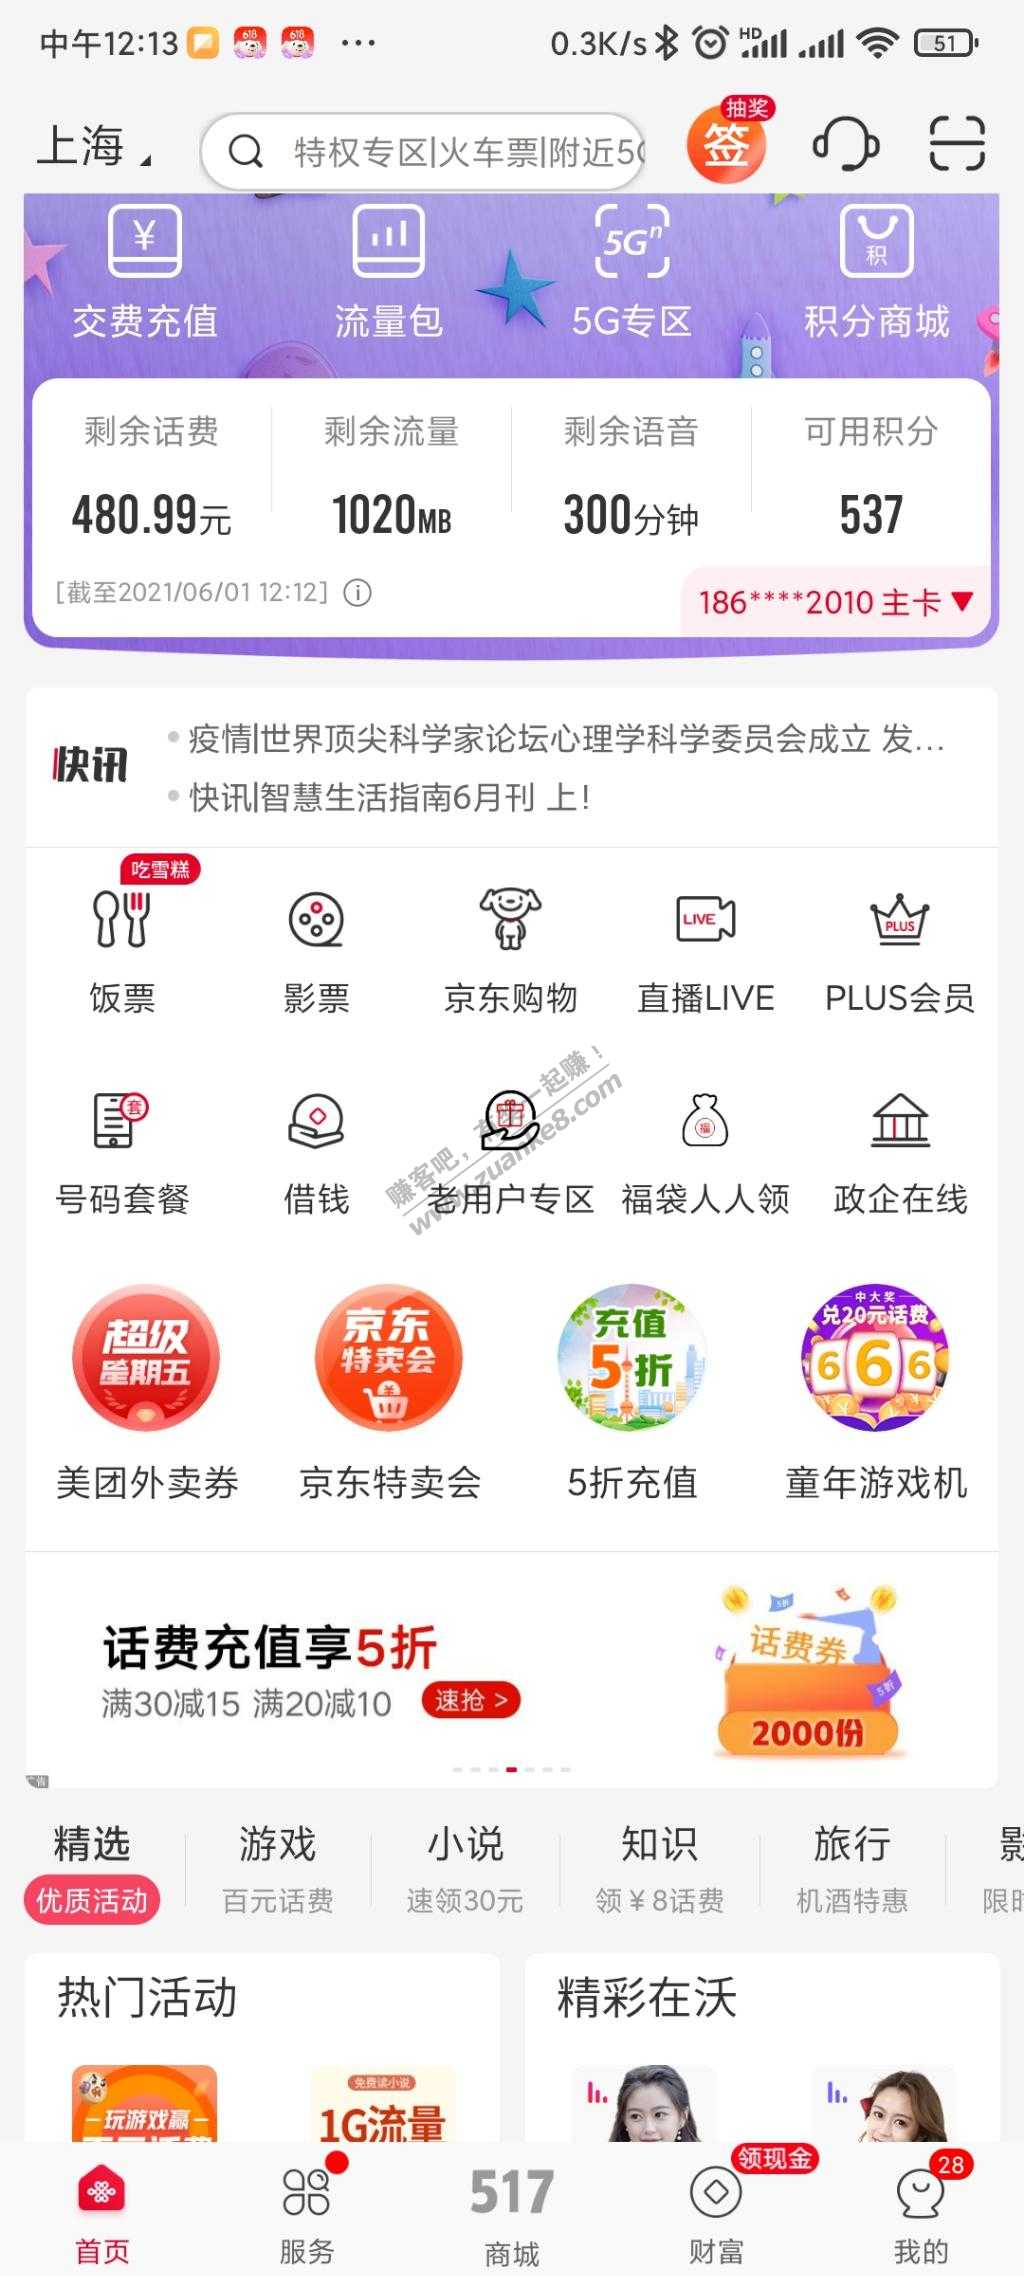 中午12:13
0.3K/s
HD
51
上海
特权专区|火车票|附近5G
抽奖
签
¥
5Gⁿ
积
交费充值
流量包
5G专区
积分商城
剩余话费
剩余流量
剩余语音
可用积分
480.99元
1020MB
300分钟
537
[截至2021/06/01 12:12]
186****2010 主卡
快讯
疫情|世界顶尖科学家论坛心理学科学委员会成立 发...
快讯|智慧生活指南6月刊 上!
吃雪糕
LIVE
PLUS
饭票
影票
京东购物
直播LIVE
PLUS会员
套
福
号码套餐
借钱
老用户专区
福袋人人领
政企在线
赚客吧,有奖一起赚!
www.zuanke8.com
超级
星期五
京东
特卖会
充值
5折
中大奖
兑20元话费
666
美团外卖券
京东特卖会
5折充值
童年游戏机
话费充值享5折
满30减15 满20减10
速抢 >
5折
话费券
5折
2000份
精选
游戏
小说
知识
旅行
影
优质活动
百元话费
速领30元
领¥8话费
机酒特惠
限时
热门活动
精彩在沃
玩游戏赢
免费读小说
1G流量
领现金
28
517
首页
服务
商城
财富
我的